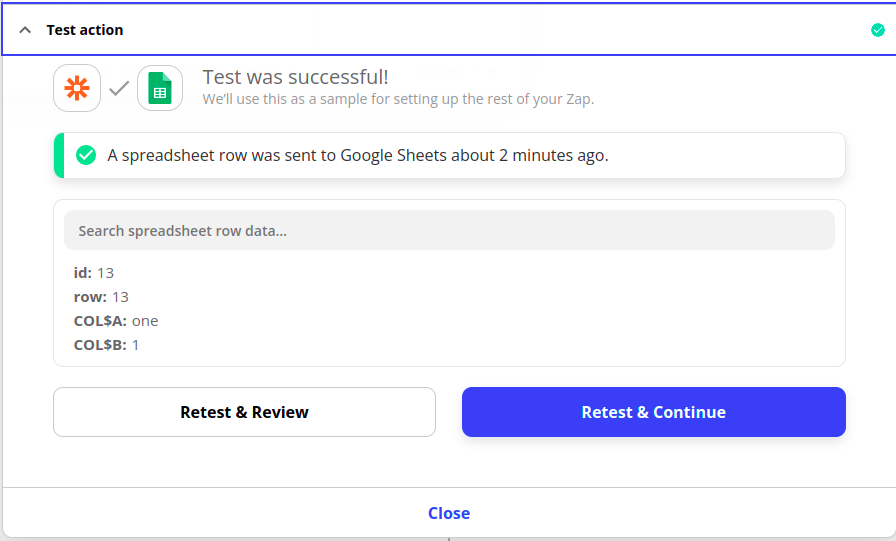 Test action
Test was successful!
We'll use this as a sample for setting up the rest of your Zap.
A spreadsheet row was sent to Google Sheets about 2 minutes ago.
Search spreadsheet row data...
id: 13
row: 13
COL$A: one
COL$B: 1
Retest & Review
Retest & Continue
Close